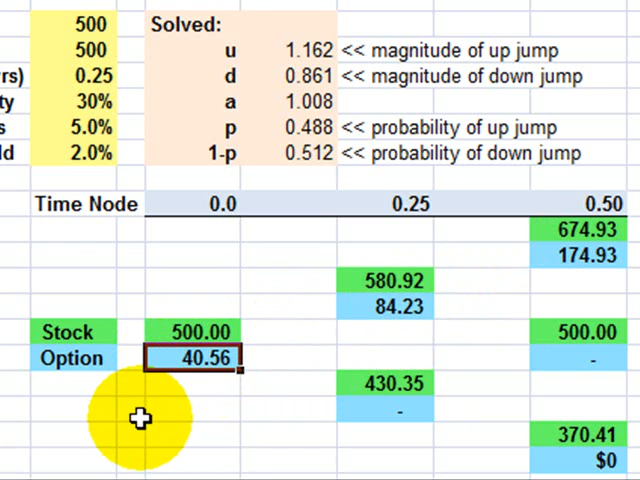 500 Solved:
500 u 1.162 << magnitude of up jump
rs) 0.25 d 0.861 << magnitude of down jump
ty 30% a 1.008
s 5.0% p 0.488 << probability of up jump
ld 2.0% 1-p 0.512 << probability of down jump
Time Node 0.0 0.25 0.50
674.93
174.93
580.92
84.23
Stock 500.00 500.00
Option 40.56 -
430.35
-
370.41
$0